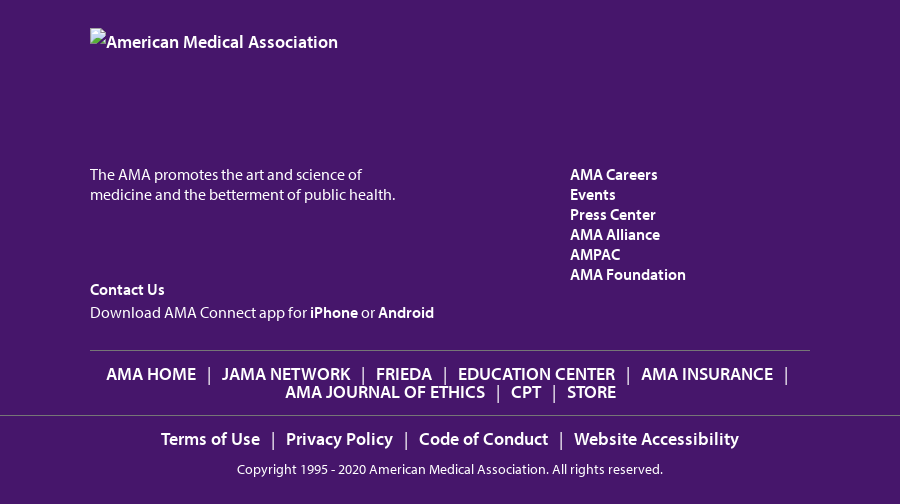 American Medical Association
The AMA promotes the art and science of
medicine and the betterment of public health.
AMA Careers
Events
Press Center
AMA Alliance
AMPAC
AMA Foundation
Contact Us
Download AMA Connect app for iPhone or Android
AMA HOME | JAMA NETWORK | FRIEDA | EDUCATION CENTER | AMA INSURANCE |
AMA JOURNAL OF ETHICS | CPT | STORE
Terms of Use | Privacy Policy | Code of Conduct | Website Accessibility
Copyright 1995 - 2020 American Medical Association. All rights reserved.